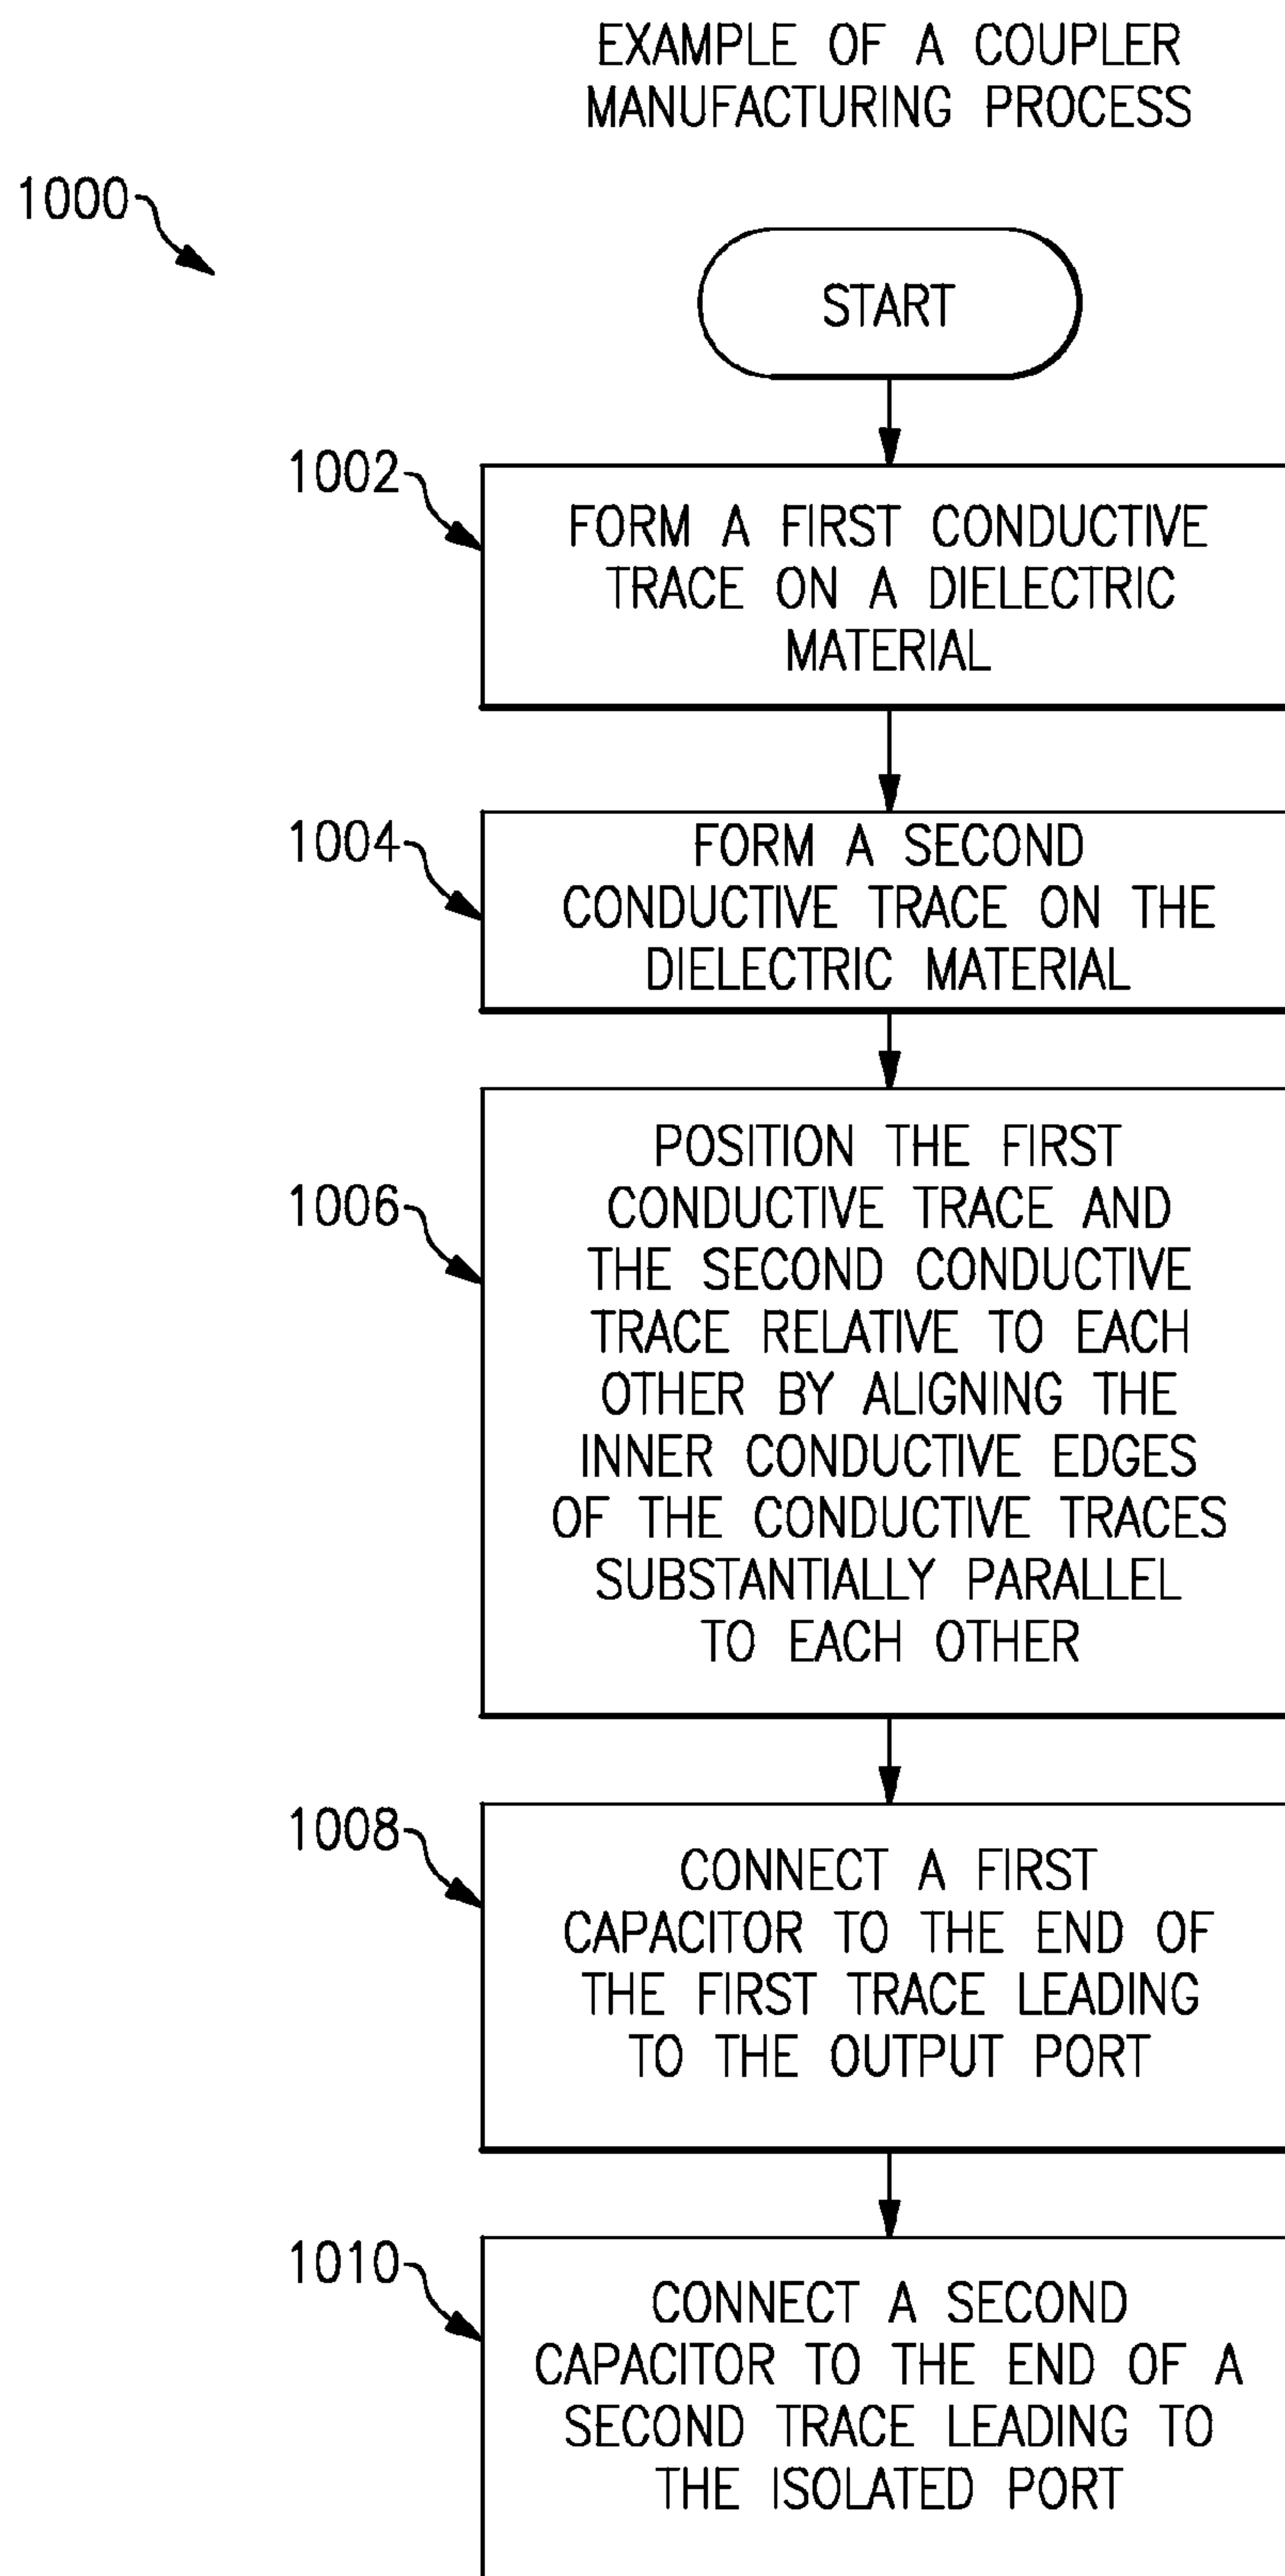 EXAMPLE OF A COUPLER
MANUFACTURING PROCESS
1000
START
1002
FORM A FIRST CONDUCTIVE
TRACE ON A DIELECTRIC
MATERIAL
1004
FORM A SECOND
CONDUCTIVE TRACE ON THE
DIELECTRIC MATERIAL
1006
POSITION THE FIRST
CONDUCTIVE TRACE AND
THE SECOND CONDUCTIVE
TRACE RELATIVE TO EACH
OTHER BY ALIGNING THE
INNER CONDUCTIVE EDGES
OF THE CONDUCTIVE TRACES
SUBSTANTIALLY PARALLEL
TO EACH OTHER
1008
CONNECT A FIRST
CAPACITOR TO THE END OF
THE FIRST TRACE LEADING
TO THE OUTPUT PORT
1010
CONNECT A SECOND
CAPACITOR TO THE END OF A
SECOND TRACE LEADING TO
THE ISOLATED PORT